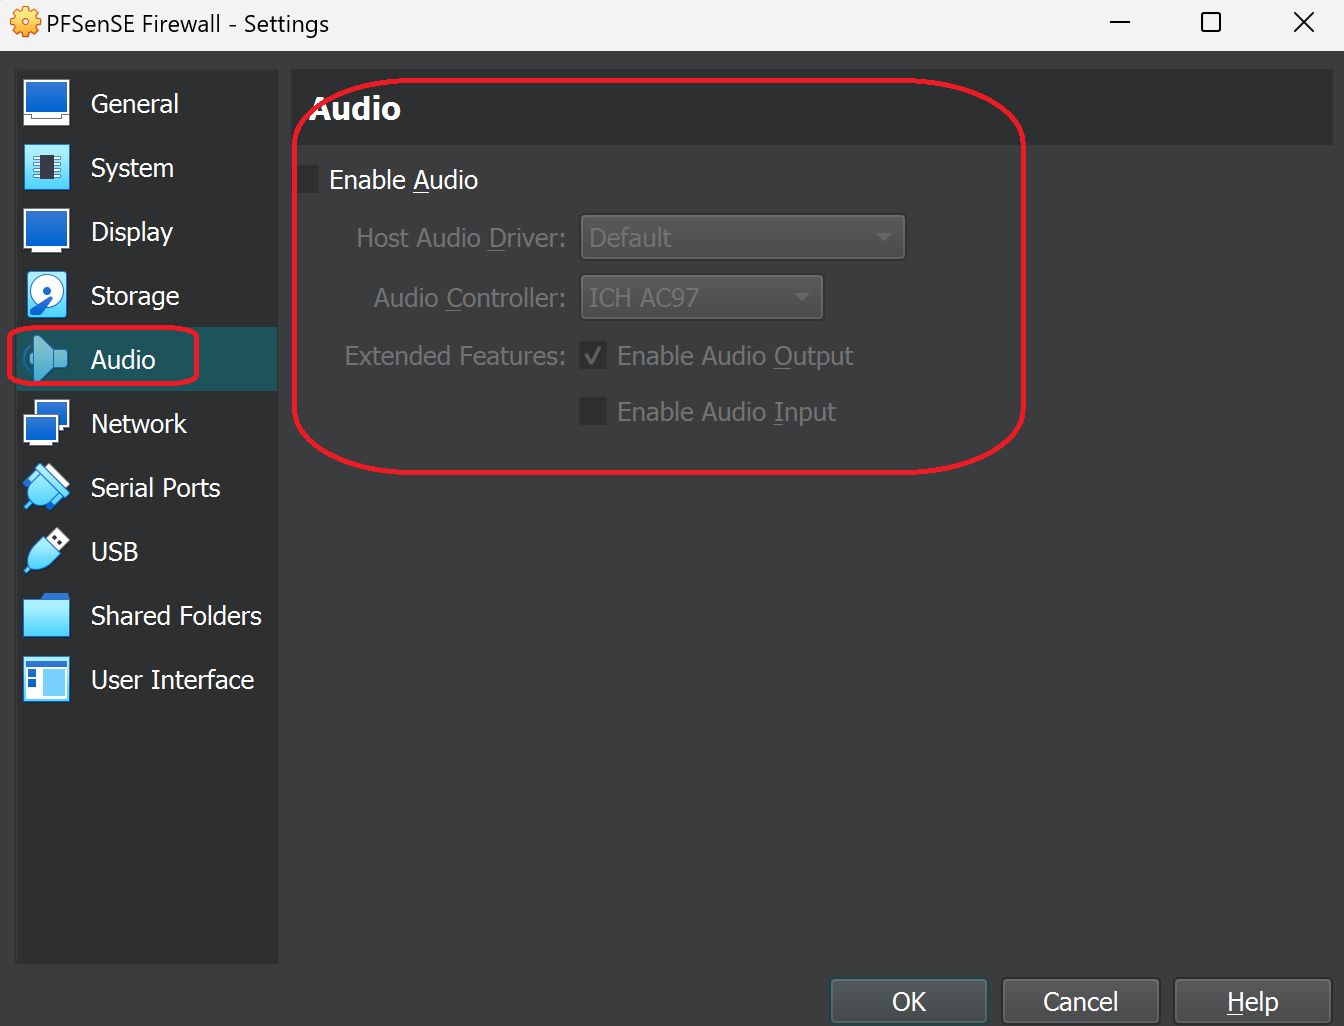 PFSenSE Firewall - Settings
General
System
Display
Storage
Audio
Network
Serial Ports
USB
Shared Folders
User Interface
Audio
Enable Audio
Host Audio Driver: Default
Audio Controller: ICH AC97
Extended Features: Enable Audio Output
Enable Audio Input
OK Cancel Help